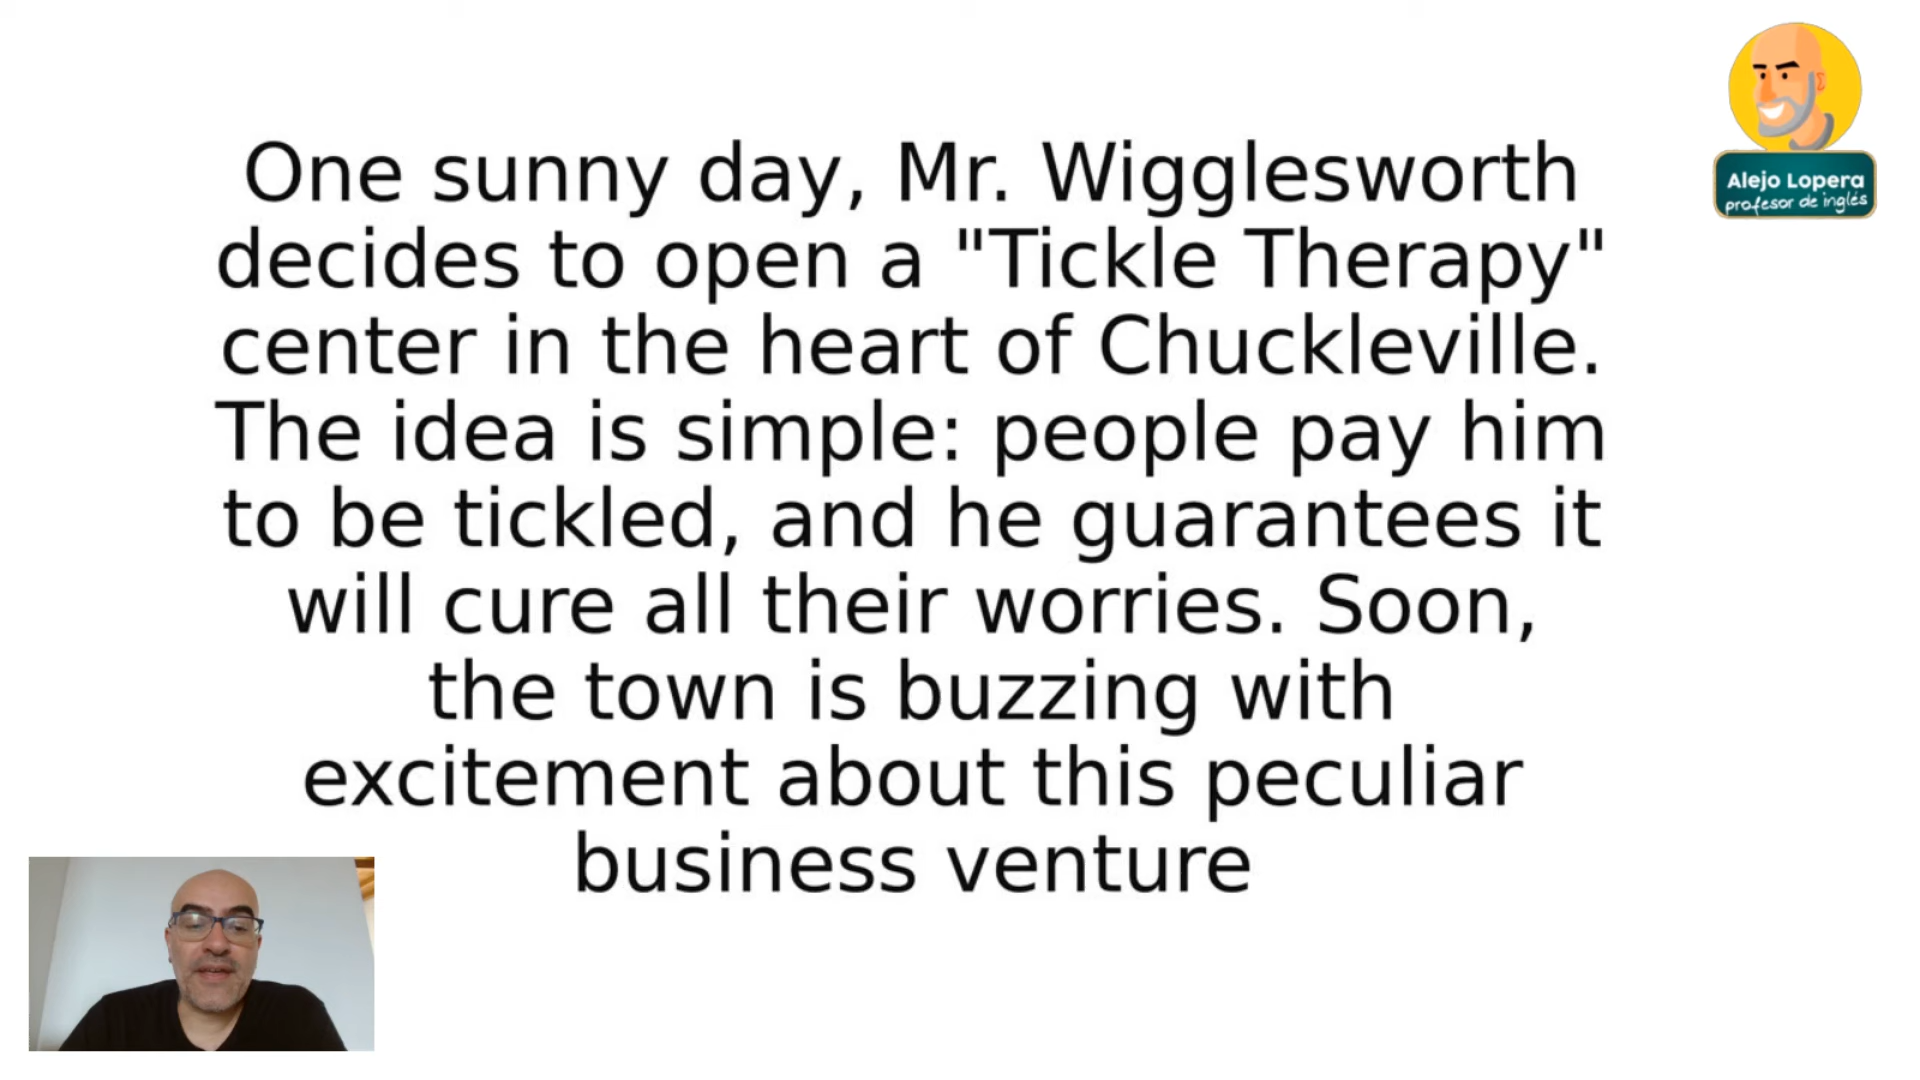 One sunny day, Mr. Wigglesworth
decides to open a "Tickle Therapy"
center in the heart of Chuckleville.
The idea is simple: people pay him
to be tickled, and he guarantees it
will cure all their worries. Soon,
the town is buzzing with
excitement about this peculiar
business venture
Alejo Lopera
profesor de inglés